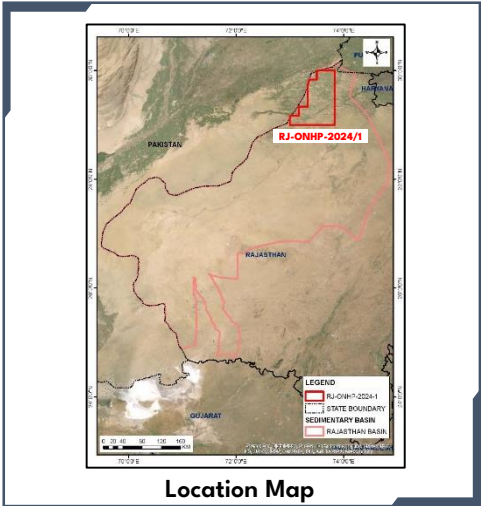 70°0'0"E 72°0'0"E 74°0'0"E
PU
HARYANA
RJ-ONHP-2024/1
PAKISTAN
RAJASTHAN
GUJARAT
LEGEND
RJ-ONHP-2024-1
STATE BOUNDARY
SEDIMENTARY BASIN
RAJASTHAN BASIN
0 20 40 80 120 160
KM
70°0'0"E 72°0'0"E 74°0'0"E
Location Map